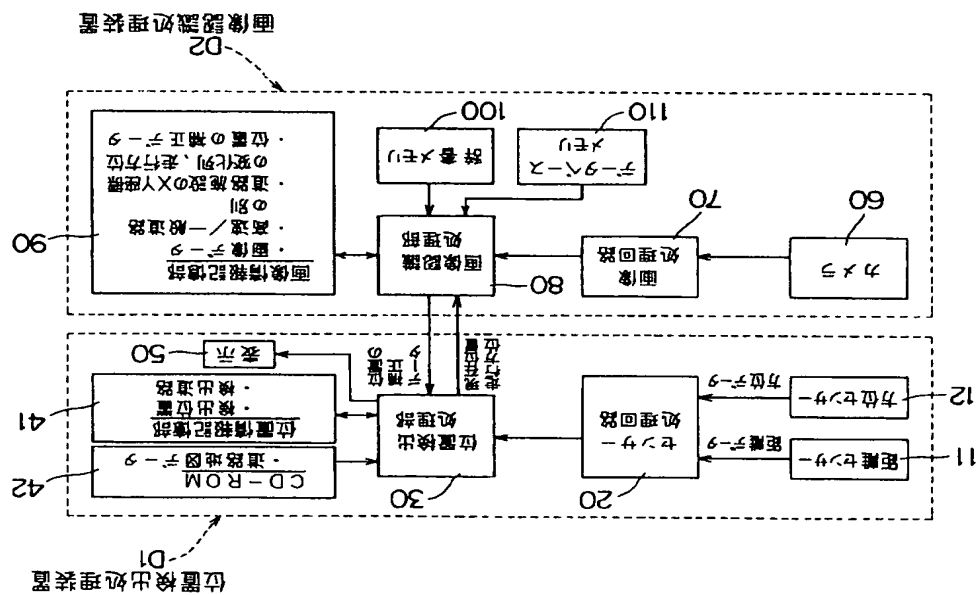 位置検出処理装置
D1
11
距離センサー
距離データ
12
方位センサー
方位データ
20
センサー
処理回路
30
位置検出
処理部
42
CD-ROM
・道路地図データ
41
位置情報記憶部
・検出位置
・検出道路
50
表示
現在位置
走行方位
位置の
補正
データ
60
カメラ
70
画像
処理回路
80
画像認識
処理部
90
画像情報記憶部
・画像データ
・高速/一般道路
の別
・道路施設のXY座標
の変化列、走行方位
・位置の補正データ
110
データベース
メモリ
100
辞書メモリ
D2
画像認識処理装置